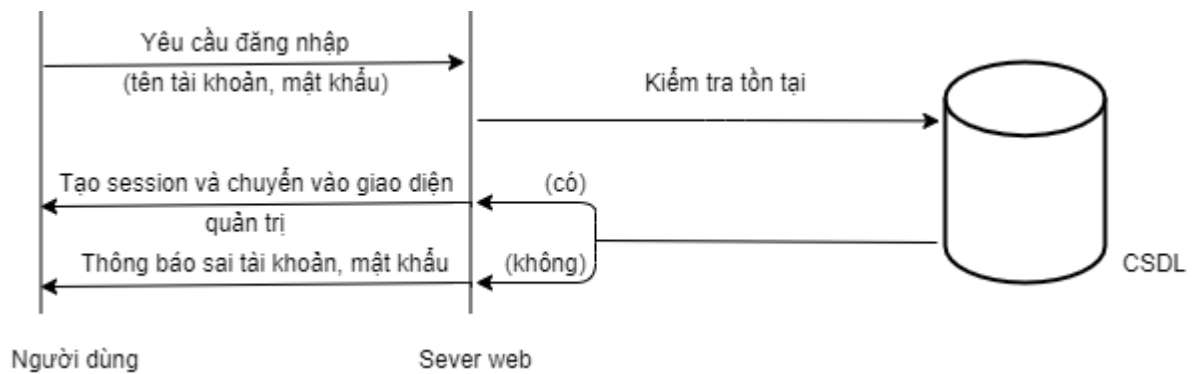 Yêu cầu đăng nhập
(tên tài khoản, mật khẩu)
Kiểm tra tồn tại
Tạo session và chuyển vào giao diện
quản trị
(có)
Thông báo sai tài khoản, mật khẩu
(không)
CSDL
Người dùng
Sever web